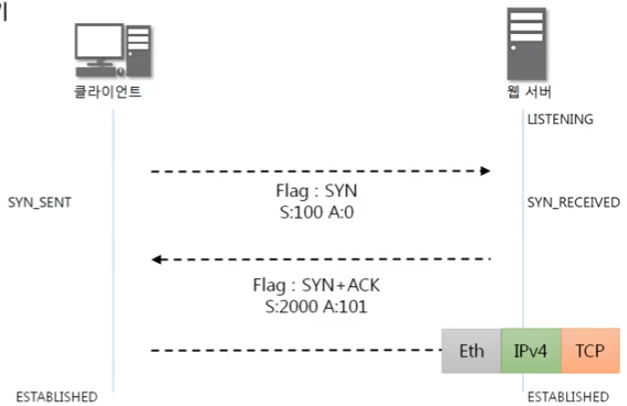 클라이언트
웹 서버
LISTENING
Flag : SYN
S:100 A:0
SYN_SENT
SYN_RECEIVED
Flag : SYN+ACK
S:2000 A:101
Eth IPv4 TCP
ESTABLISHED
ESTABLISHED